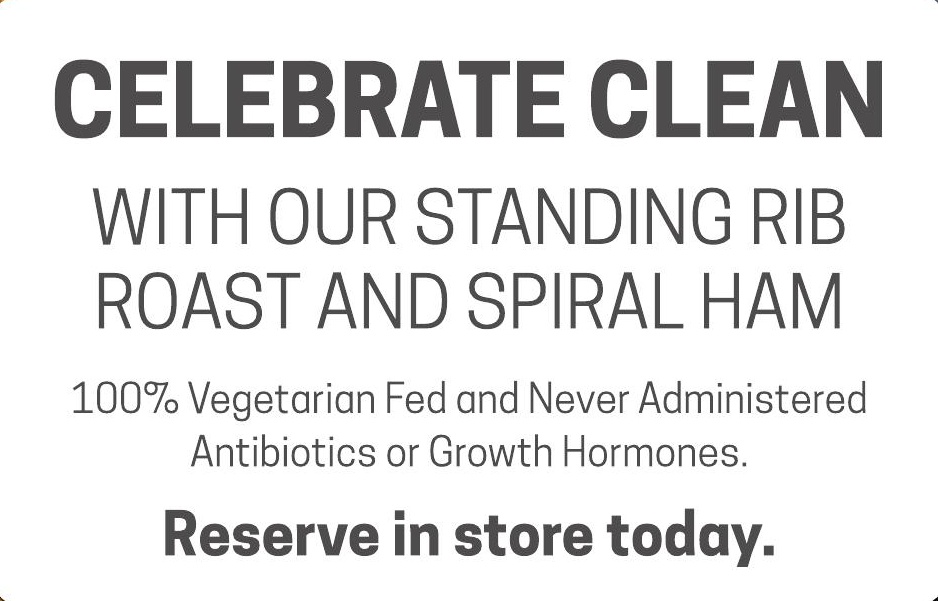 CELEBRATE CLEAN
WITH OUR STANDING RIB
ROAST AND SPIRAL HAM
100% Vegetarian Fed and Never Administered
Antibiotics or Growth Hormones.
Reserve in store today.